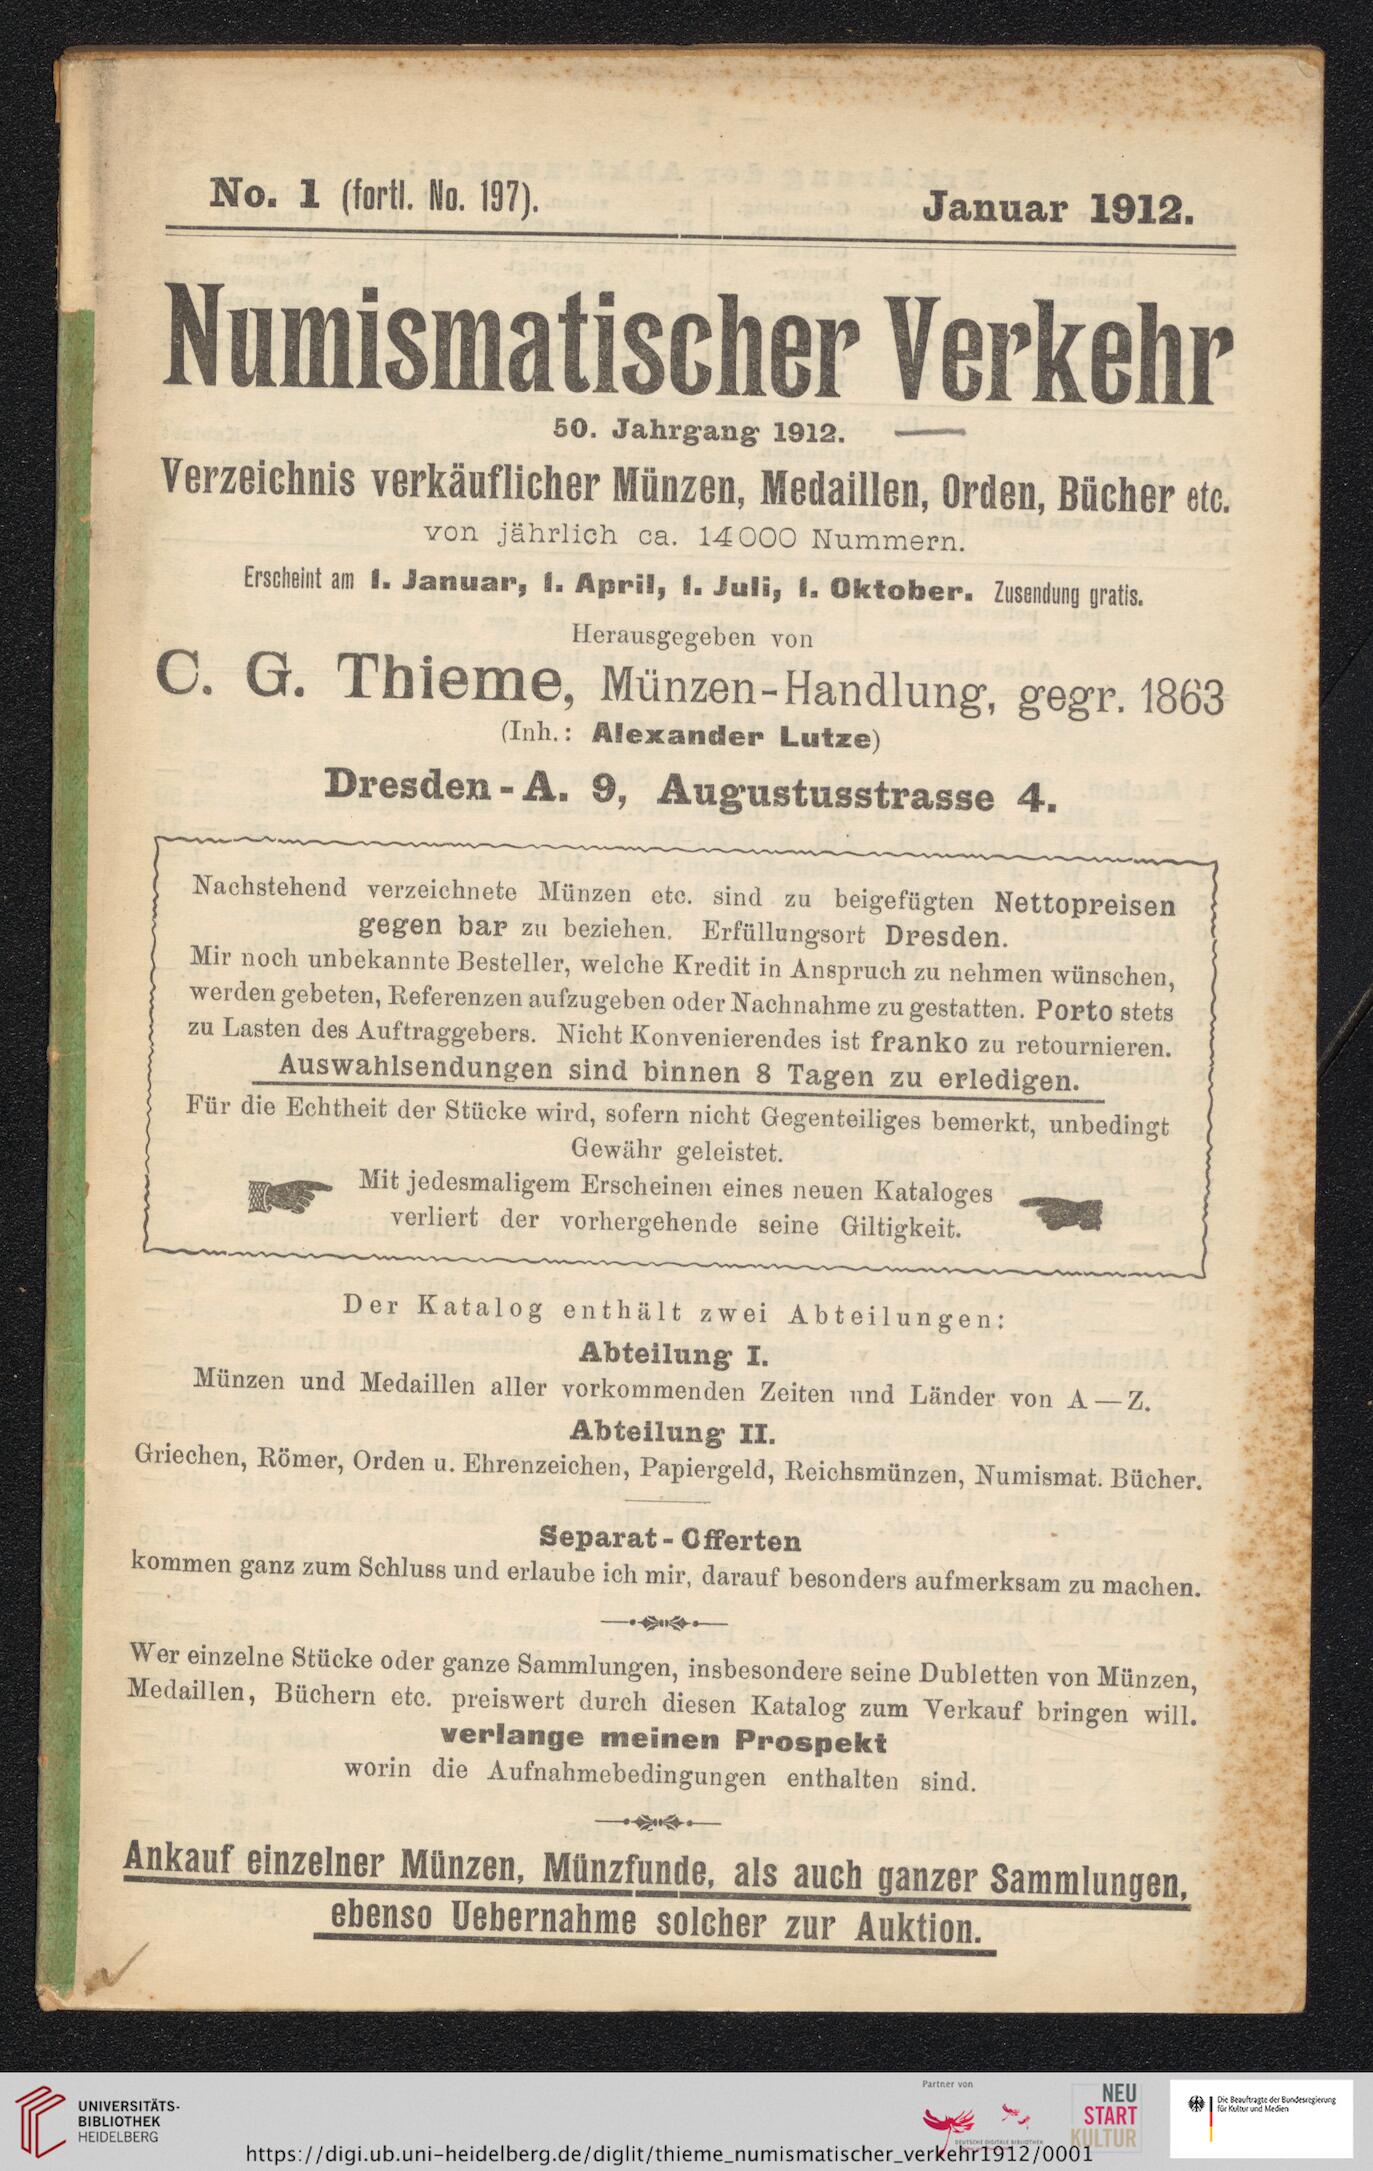 No. 1 (fortl. No. 197).
Januar 1912.
Numismatischer Verkehr
50. Jahrgang 1912.
Verzeichnis verkäuflicher Münzen, Medaillen, Orden, Bücher etc.
von jährlich ca. 14000 Nummern.
Erscheint am 1. Januar, 1. April, 1. Juli, 1. Oktober. Zusendung gratis.
Herausgegeben von
C. G. Thieme, Münzen-Handlung, gegr. 1863
(Inh.: Alexander Lutze)
Dresden-A. 9, Augustusstrasse 4.
Nachstehend verzeichnete Münzen etc. sind zu beigefügten Nettopreisen
gegen bar zu beziehen. Erfüllungsort Dresden.
Mir noch unbekannte Besteller, welche Kredit in Anspruch zu nehmen wünschen,
werden gebeten, Referenzen aufzugeben oder Nachnahme zu gestatten. Porto stets
zu Lasten des Auftraggebers. Nicht Konvenierendes ist franko zu retournieren.
Auswahlsendungen sind binnen 8 Tagen zu erledigen.
Für die Echtheit der Stücke wird, sofern nicht Gegenteiliges bemerkt, unbedingt
Gewähr geleistet.
Mit jedesmaligem Erscheinen eines neuen Kataloges
verliert der vorhergehende seine Giltigkeit.
Der Katalog enthält zwei Abteilungen:
Abteilung I.
Münzen und Medaillen aller vorkommenden Zeiten und Länder von A—Z.
Abteilung II.
Griechen, Römer, Orden u. Ehrenzeichen, Papiergeld, Reichsmünzen, Numismat. Bücher.
Separat-Offerten
kommen ganz zum Schluss und erlaube ich mir, darauf besonders aufmerksam zu machen.
Wer einzelne Stücke oder ganze Sammlungen, insbesondere seine Dubletten von Münzen,
Medaillen, Büchern etc. preiswert durch diesen Katalog zum Verkauf bringen will.
verlange meinen Prospekt
worin die Aufnahmebedingungen enthalten sind.
Ankauf einzelner Münzen, Münzfunde, als auch ganzer Sammlungen,
ebenso Uebernahme solcher zur Auktion.
UNIVERSITÄTS-
BIBLIOTHEK
HEIDELBERG
https://digi.ub.uni-heidelberg.de/diglit/thieme_numismatischer_verkehr1912/0001
Partner von
DEUTSCHE DIGITALE BIBLIOTHEK
NEU
START
KULTUR
Die Beauftragte der Bundesregierung
für Kultur und Medien